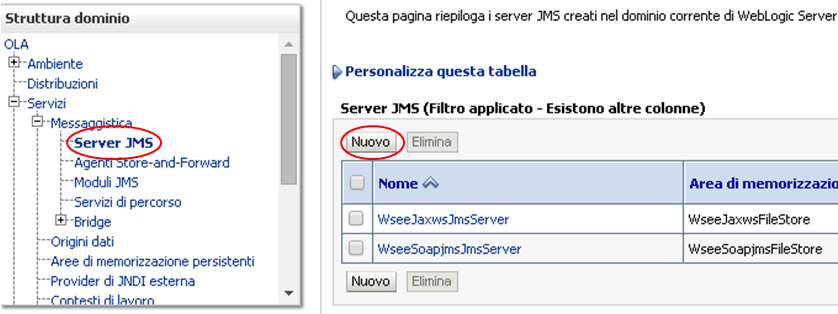 Struttura dominio
OLA
Ambiente
Distribuzioni
Servizi
Messaggistica
Server JMS
Agenti Store-and-Forward
Moduli JMS
Servizi di percorso
Bridge
Origini dati
Aree di memorizzazione persistenti
Provider di JNDI esterna
Contesti di lavoro
Questa pagina riepiloga i server JMS creati nel dominio corrente di WebLogic Server
Personalizza questa tabella
Server JMS (Filtro applicato - Esistono altre colonne)
Nuovo Elimina
Nome Area di memorizzazio
WseeJaxwsJmsServer WseeJaxwsFileStore
WseeSoapjmsJmsServer WseeSoapjmsFileStore
Nuovo Elimina